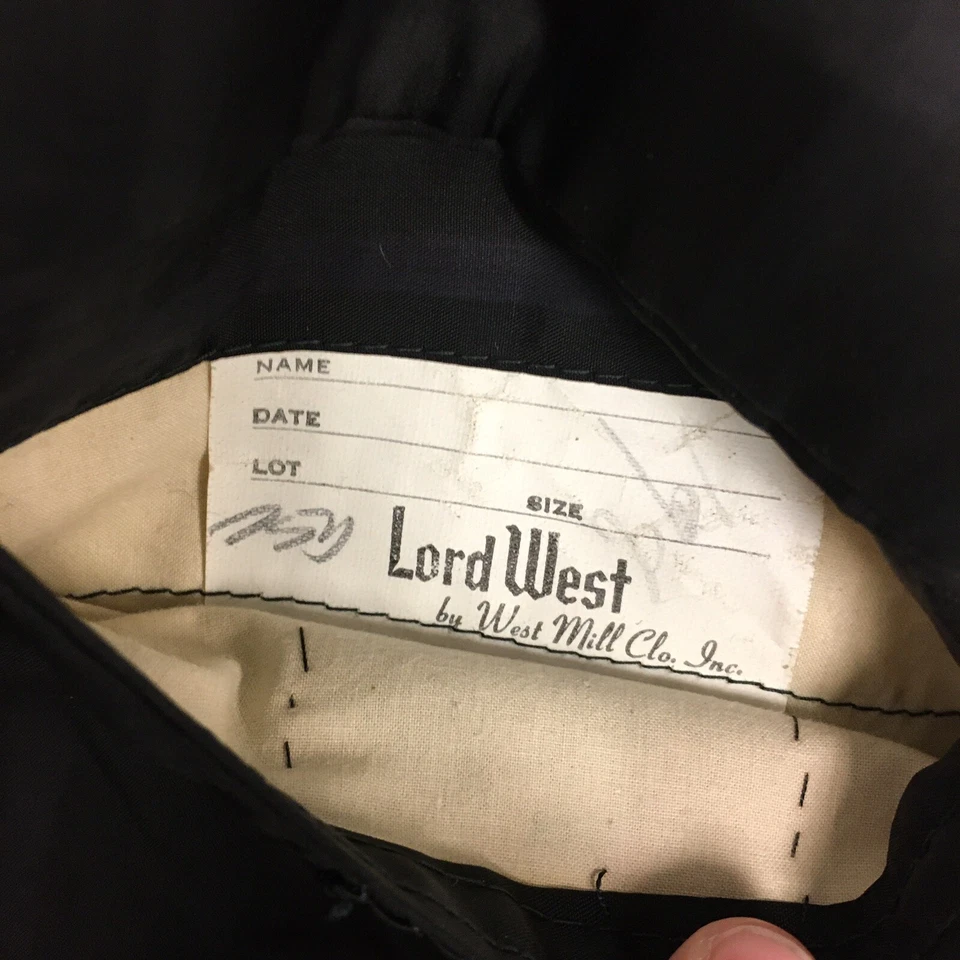 NAME
DATE
LOT
SIZE
Lord West
by West Mill Clo. Inc.